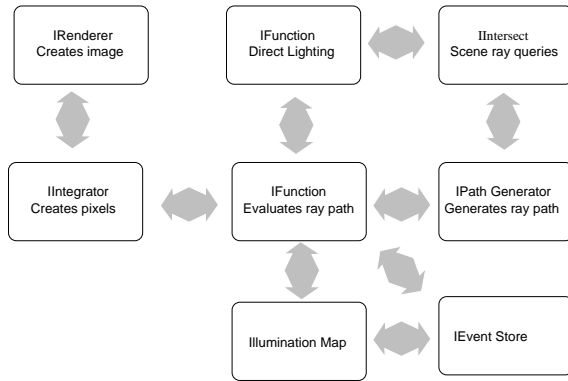 IRenderer
Creates image
IFunction
Direct Lighting
IIntersect
Scene ray queries
IIntegrator
Creates pixels
IFunction
Evaluates ray path
IPath Generator
Generates ray path
Illumination Map
IEvent Store